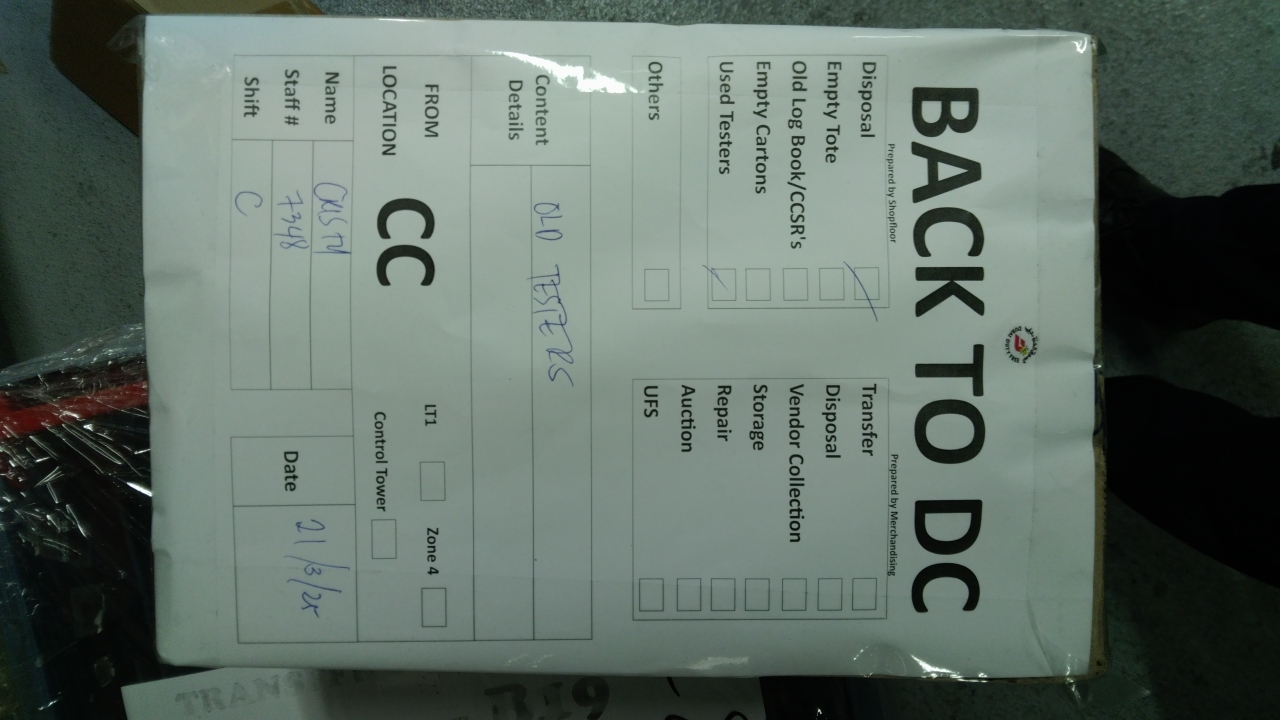 BACK TO DC
Prepared by Shopfloor
Disposal
Empty Tote
Old Log Book/CCSR's
Empty Cartons
Used Testers
Others
Prepared by Merchandising
Transfer
Disposal
Vendor Collection
Storage
Repair
Auction
UFS
Content Details
OLD TESTERS
FROM LOCATION
CC
LT1
Zone 4
Control Tower
Name
Staff # 7348
Shift C
Date 21/3/25